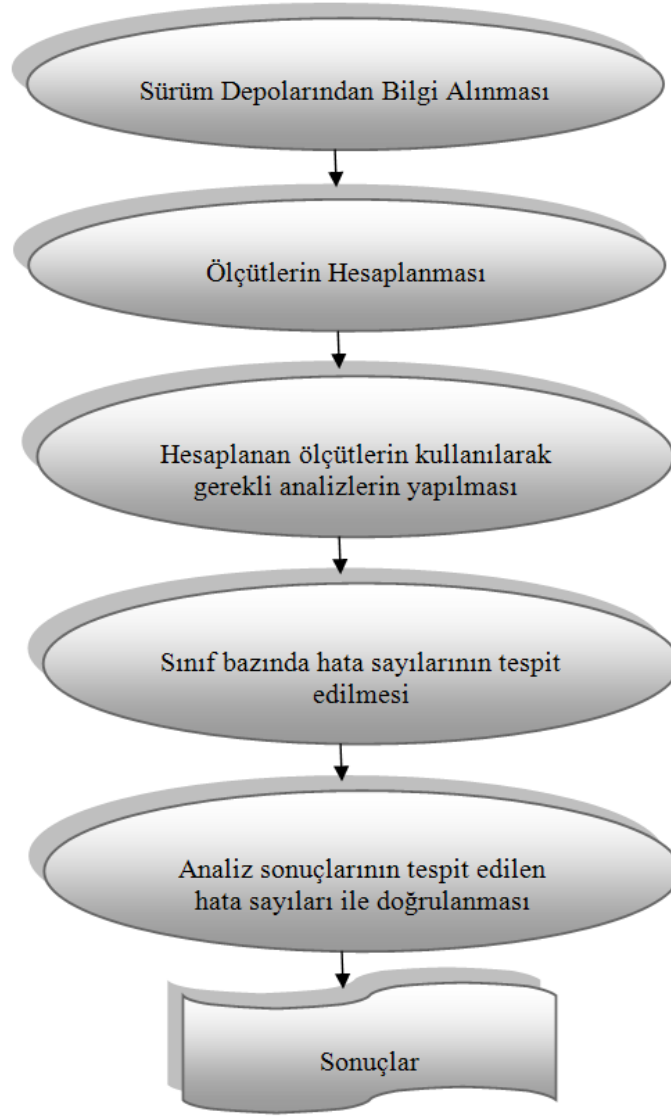 Sürüm Depolarından Bilgi Alınması
Ölçütlerin Hesaplanması
Hesaplanan ölçütlerin kullanılarak
gerekli analizlerin yapılması
Sınıf bazında hata sayılarının tespit
edilmesi
Analiz sonuçlarının tespit edilen
hata sayıları ile doğrulanması
Sonuçlar